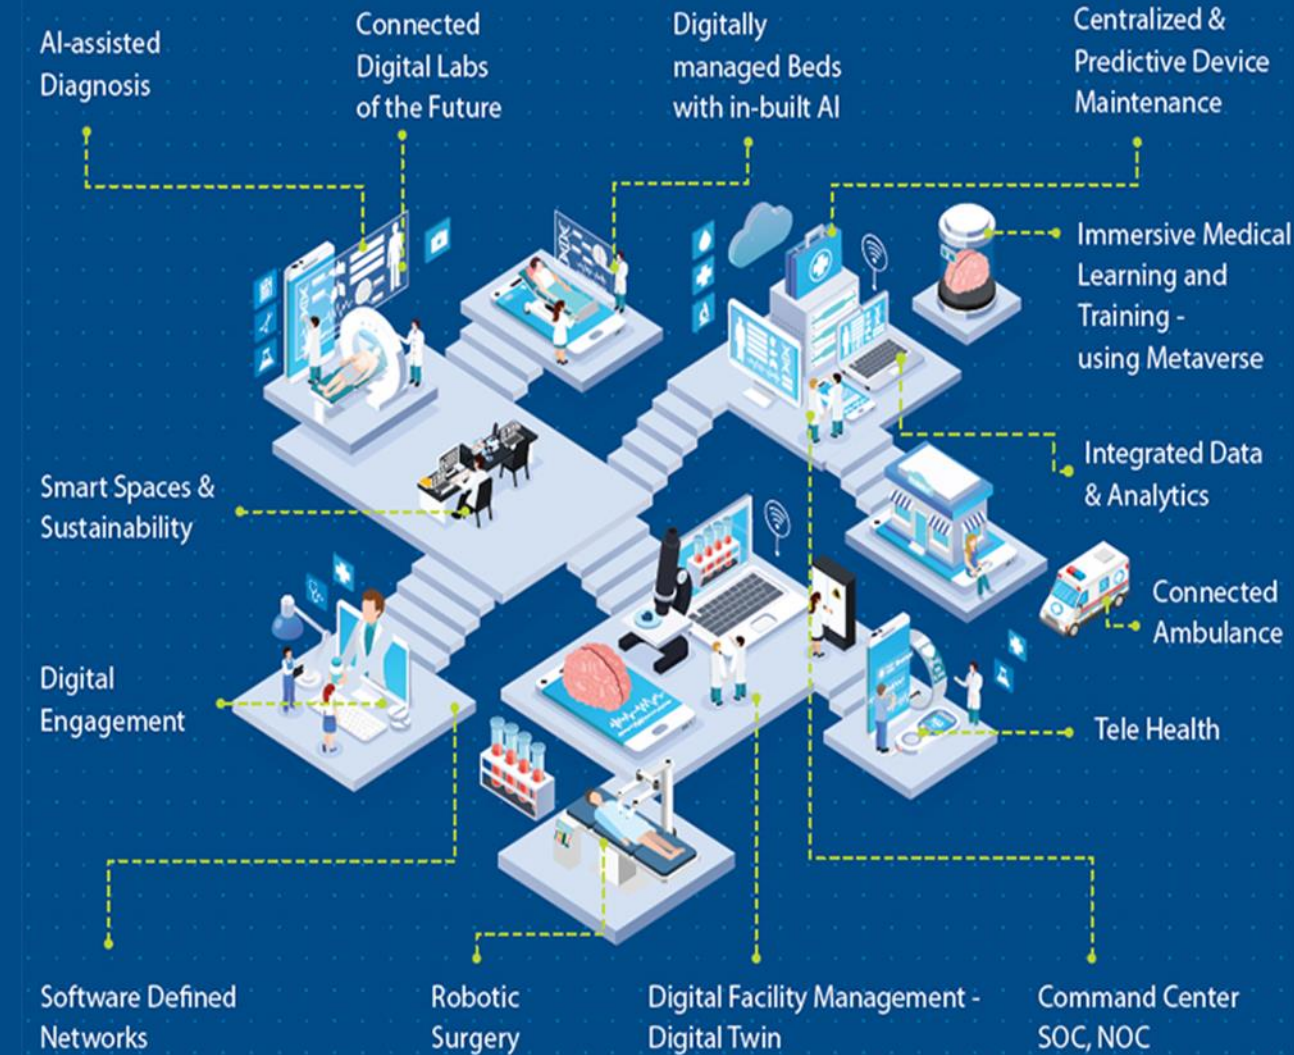 AI-assisted
Diagnosis
Connected
Digital Labs
of the Future
Digitally
managed Beds
with in-built AI
Centralized &
Predictive Device
Maintenance
Immersive Medical
Learning and
Training -
using Metaverse
Integrated Data
& Analytics
Smart Spaces &
Sustainability
Connected
Ambulance
Digital
Engagement
Tele Health
Software Defined
Networks
Robotic
Surgery
Digital Facility Management -
Digital Twin
Command Center
SOC, NOC